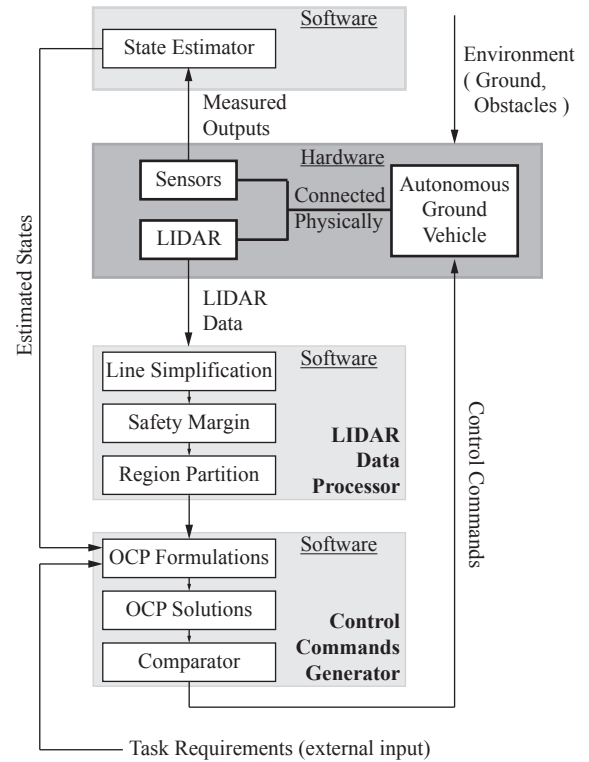 Software
State Estimator
Environment
( Ground,
Obstacles )
Measured
Outputs
Hardware
Sensors
Connected
Physically
Autonomous
Ground
Vehicle
LIDAR
Estimated States
LIDAR
Data
Software
Line Simplification
Safety Margin
Region Partition
LIDAR
Data
Processor
Control Commands
Software
OCP Formulations
OCP Solutions
Comparator
Control
Commands
Generator
Task Requirements (external input)